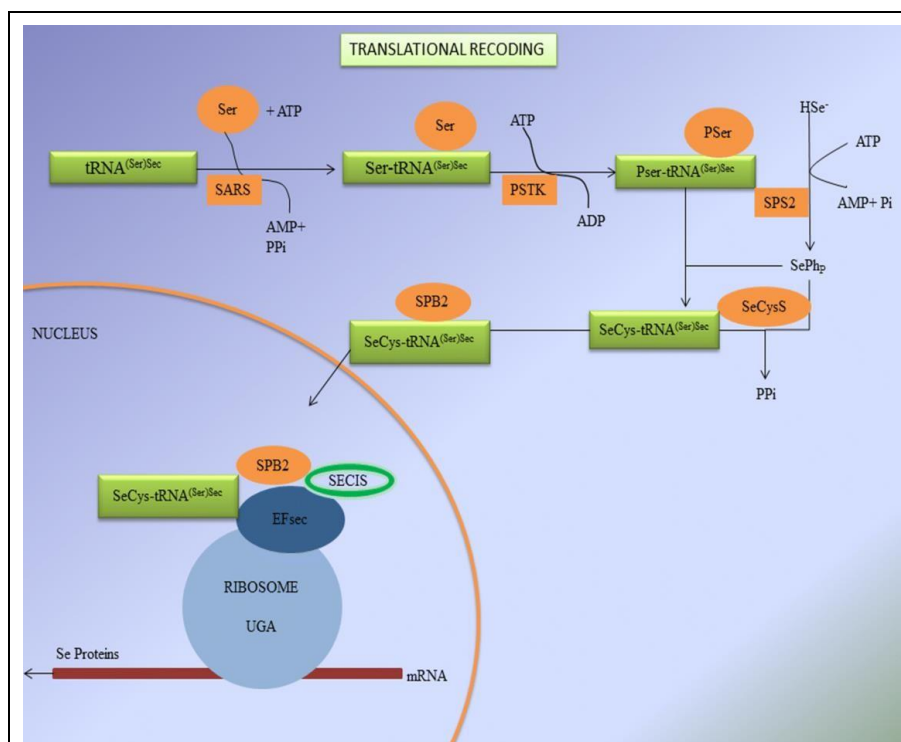 TRANSLATIONAL RECODING
Ser
+ ATP
tRNA(Ser)Sec
SARS
AMP+
PPi
Ser
Ser-tRNA(Ser)Sec
ATP
PSTK
ADP
PSer
Pser-tRNA(Ser)Sec
HSe-
ATP
SPS2
AMP+ Pi
SePhp
SPB2
SeCys-tRNA(Ser)Sec
SeCys-tRNA(Ser)Sec
SeCysS
PPi
NUCLEUS
SPB2
SECIS
SeCys-tRNA(Ser)Sec
EFsec
RIBOSOME
UGA
Se Proteins
mRNA